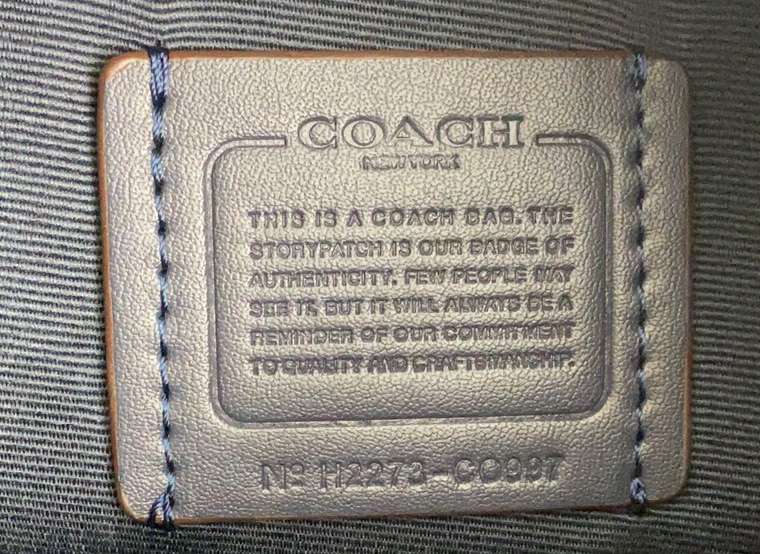 COACH
NEW YORK
THIS IS A COACH BAG. THE
STORYPATCH IS OUR BADGE OF
AUTHENTICITY. FEW PEOPLE MAY
SEE IT, BUT IT WILL ALWAYS BE A
REMINDER OF OUR COMMITMENT
TO QUALITY AND CRAFTSMANSHIP.
Nº H2273-C0997